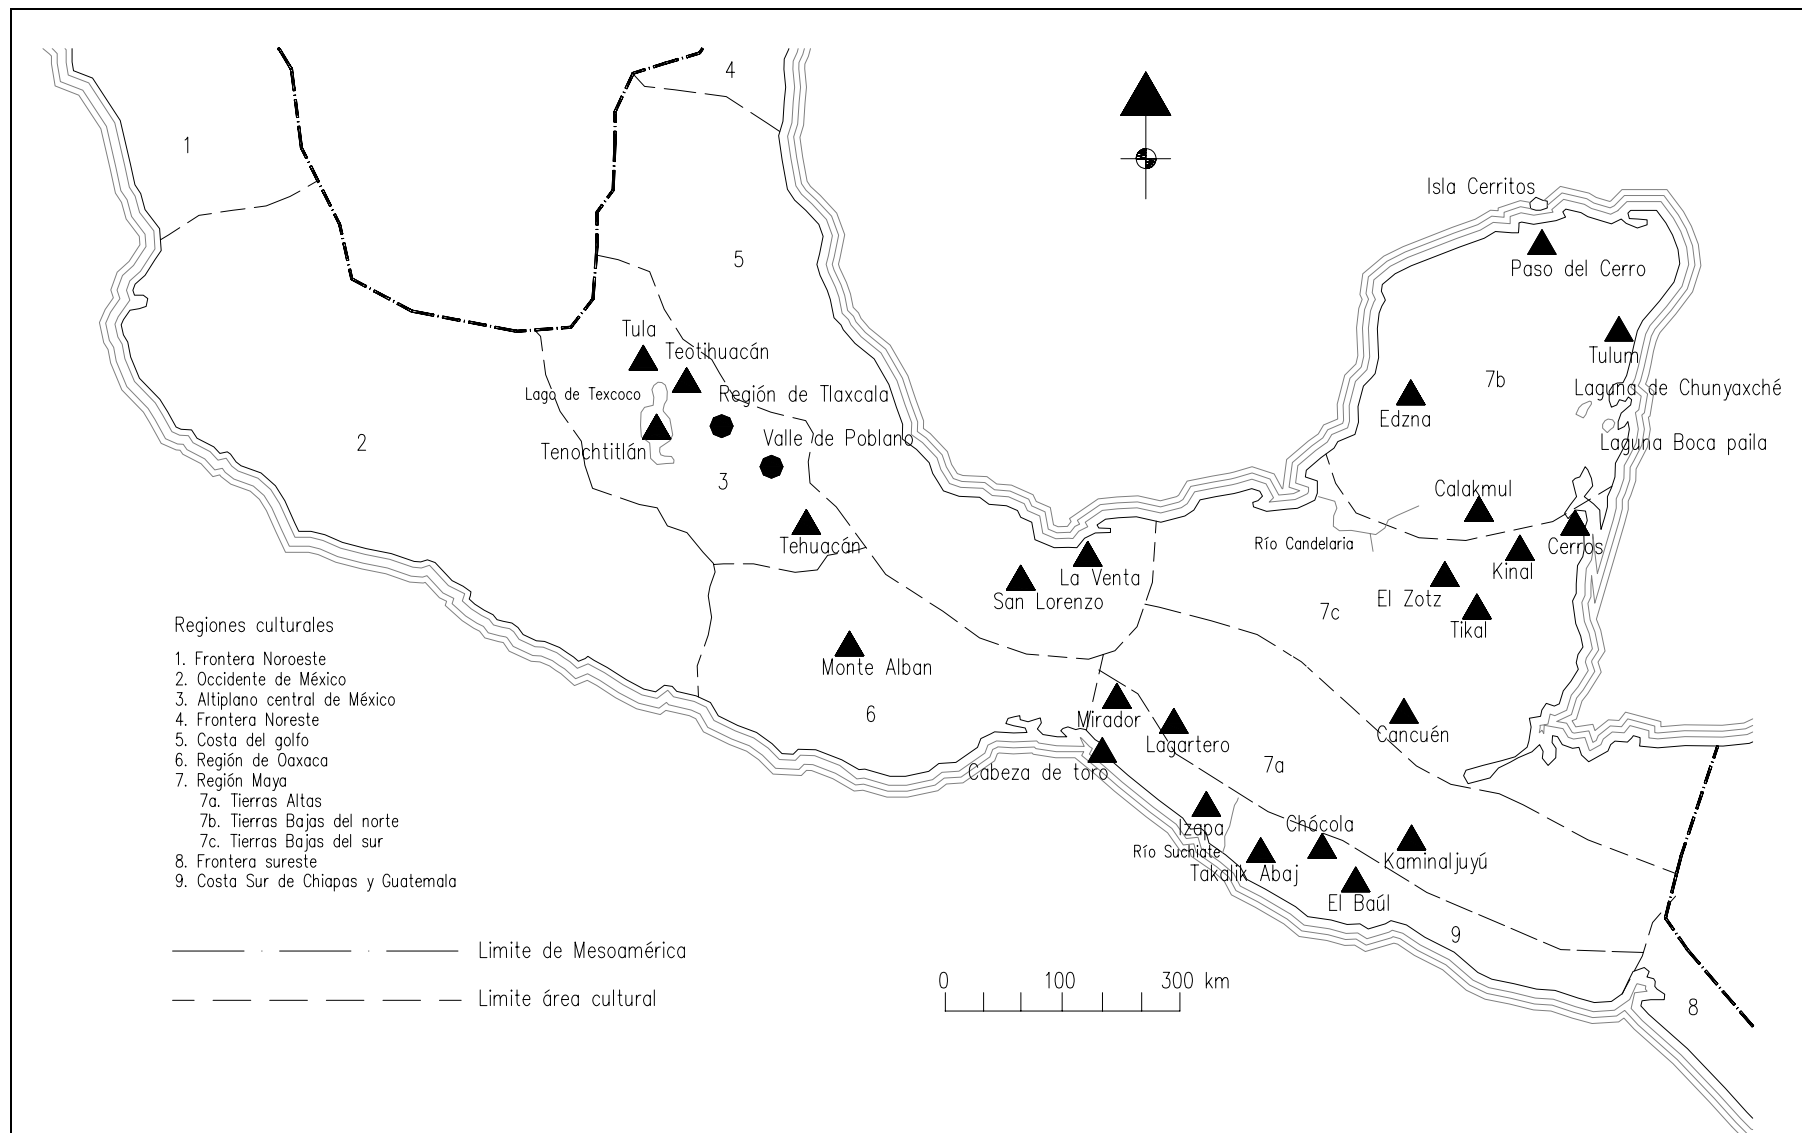 4
1
Isla Cerritos
Paso del Cerro
5
Tula
Teotihuacán
Tulum
7b
Lago de Texcoco
Región de Tlaxcala
Laguna de Chunyaxché
Edzna
2
Tenochtitlán
Valle de Poblano
Laguna Boca paila
3
Calakmul
Tehuacán
Río Candelaria
Cerros
Kinal
La Venta
San Lorenzo
El Zotz
7c
Tikal
Monte Alban
6
Mirador
Lagartero
Cancuén
Cabeza de toro
7a
Izapa
Chócola
Río Suchiate
Takalik Abaj
Kaminaljuyú
El Baúl
9
8
Regiones culturales
1. Frontera Noroeste
2. Occidente de México
3. Altiplano central de México
4. Frontera Noreste
5. Costa del golfo
6. Región de Oaxaca
7. Región Maya
7a. Tierras Altas
7b. Tierras Bajas del norte
7c. Tierras Bajas del sur
8. Frontera sureste
9. Costa Sur de Chiapas y Guatemala
Limite de Mesoamérica
Limite área cultural
0 100 300 km